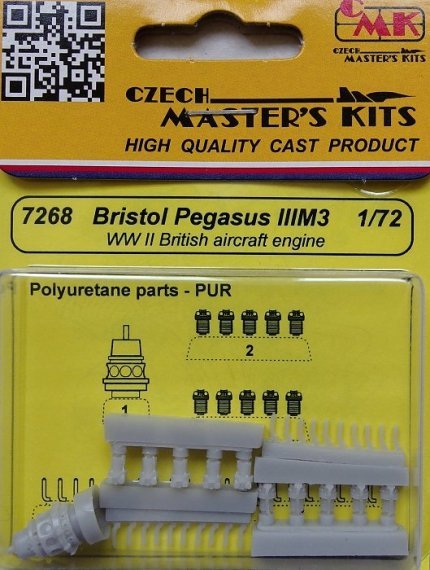 CMK
CZECH
MASTER'S KITS
CZECH
MASTER'S KITS
HIGH QUALITY CAST PRODUCT
7268 Bristol Pegasus IIIM3 1/72
WW II British aircraft engine
Polyuretane parts - PUR
2
1